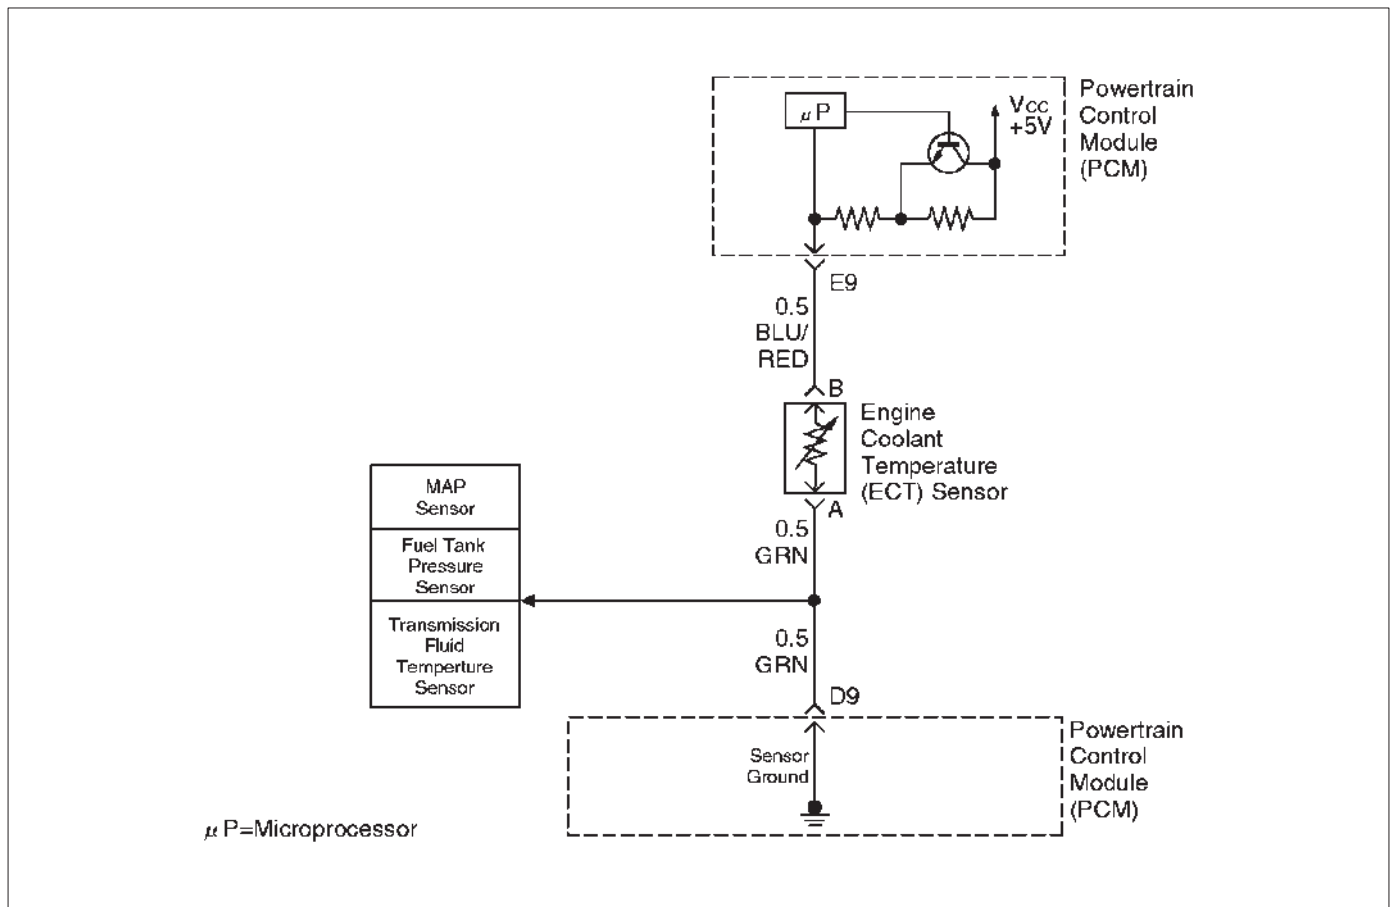 Powertrain
Control
Module
(PCM)
μ P
Vcc
+5V
E9
0.5
BLU/
RED
B
Engine
Coolant
Temperature
(ECT) Sensor
A
0.5
GRN
MAP
Sensor
Fuel Tank
Pressure
Sensor
Transmission
Fluid
Temperture
Sensor
0.5
GRN
D9
Powertrain
Control
Module
(PCM)
Sensor
Ground
μ P=Microprocessor